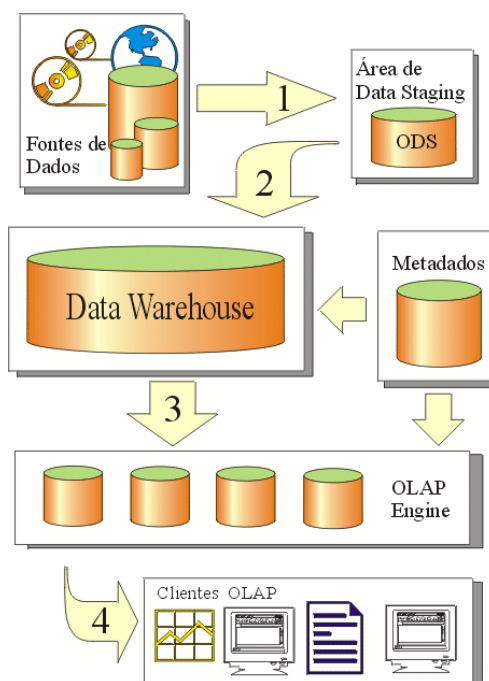 Fontes de
Dados
1
Área de
Data Staging
ODS
2
Data Warehouse
Metadados
3
OLAP
Engine
4
Clientes OLAP